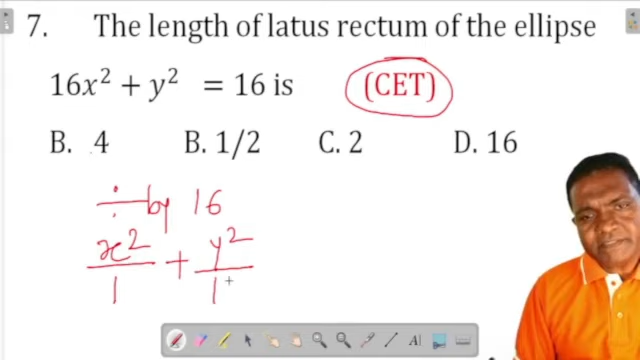 7. The length of latus rectum of the ellipse
16x² + y² = 16 is (CET)
B. 4 B. 1/2 C. 2 D. 16
÷ by 16
x²/1 + y²/1